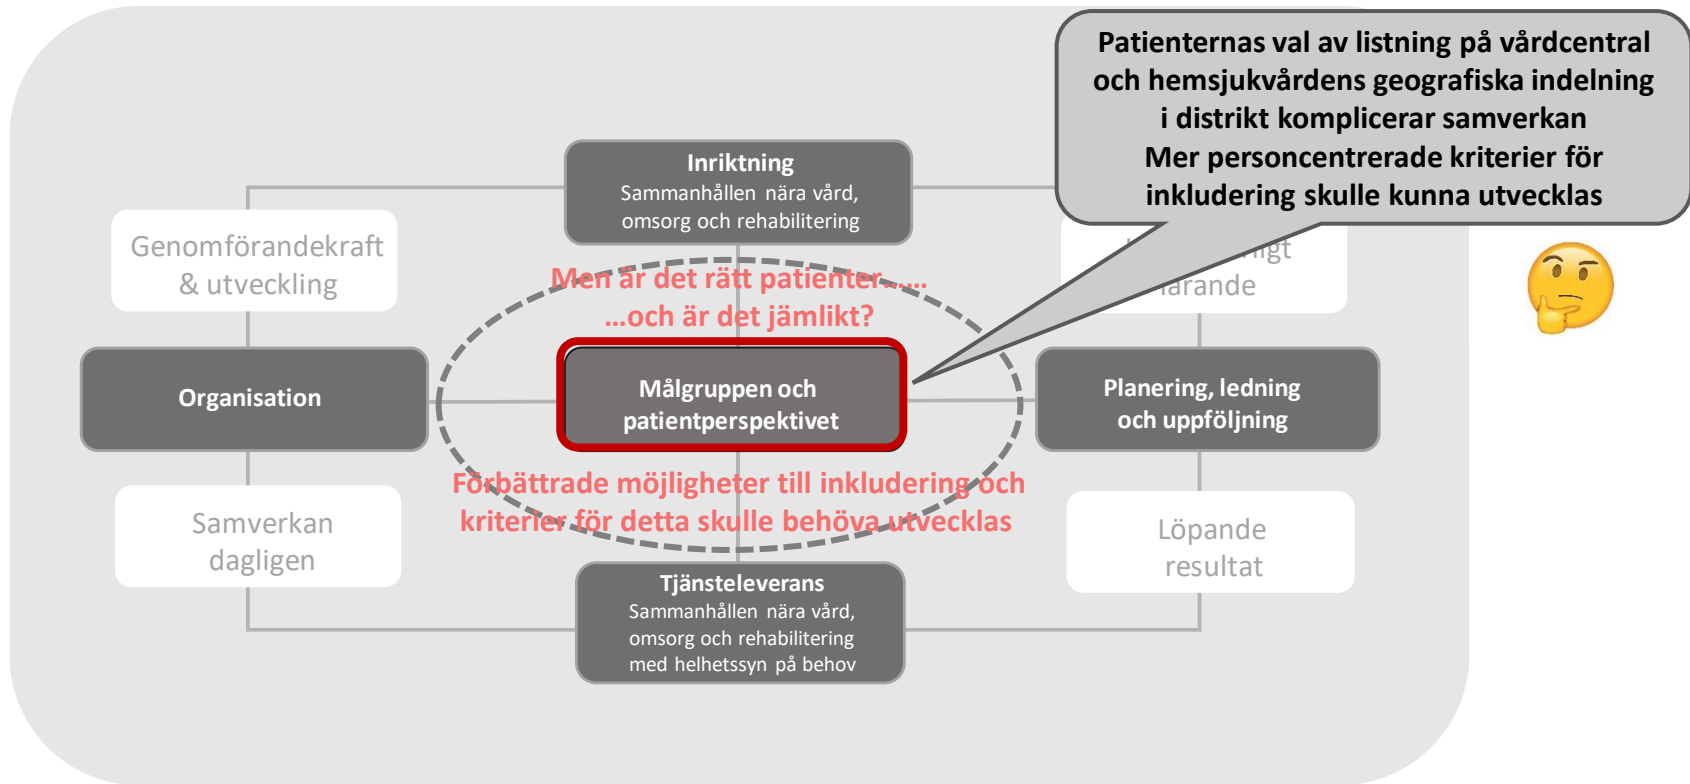 Patienternas val av listning på vårdcentral
och hemsjukvårdens geografiska indelning
i distrikt komplicerar samverkan
Mer personcentrerade kriterier för
inkludering skulle kunna utvecklas
Inriktning
Sammanhållen nära vård,
omsorg och rehabilitering
Genomförandekraft
& utveckling
lärande
Men är det rätt patienter……
…och är det jämlikt?
Organisation
Målgruppen och
patientperspektivet
Planering, ledning
och uppföljning
Förbättrade möjligheter till inkludering och
kriterier för detta skulle behöva utvecklas
Samverkan
dagligen
Löpande
resultat
Tjänsteleverans
Sammanhållen nära vård,
omsorg och rehabilitering
med helhetssyn på behov